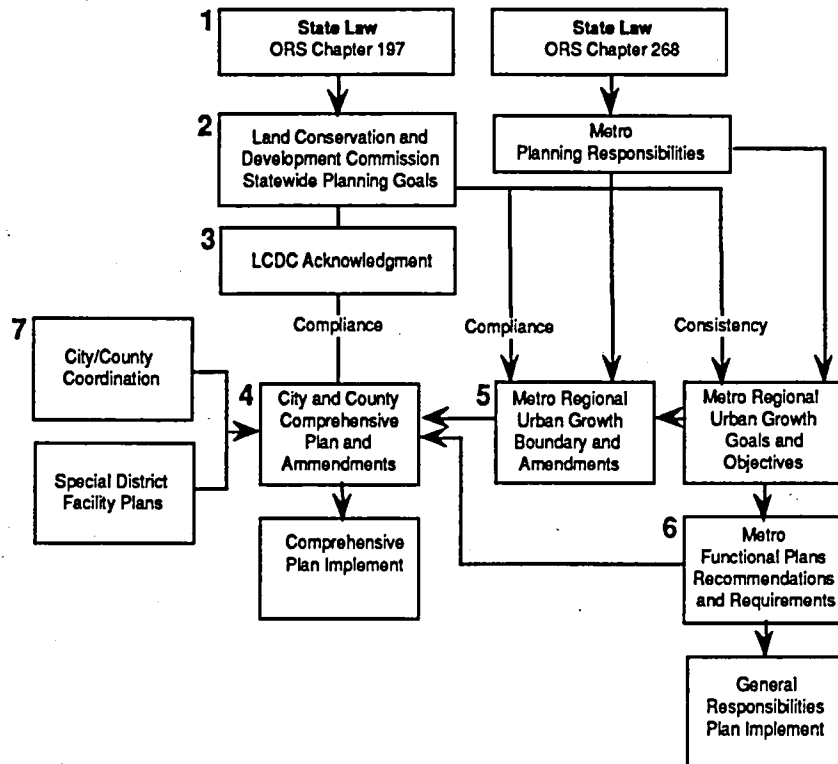 1
State Law
ORS Chapter 197
State Law
ORS Chapter 268
2
Land Conservation and
Development Commission
Statewide Planning Goals
Metro
Planning Responsibilities
3
LCDC Acknowledgment
Compliance
Compliance
Consistency
7
City/County
Coordination
Special District
Facility Plans
4
City and County
Comprehensive
Plan and
Ammendments
5
Metro Regional
Urban Growth
Boundary and
Amendments
Metro Regional
Urban Growth
Goals and
Objectives
Comprehensive
Plan Implement
6
Metro
Functional Plans
Recommendations
and Requirements
General
Responsibilities
Plan Implement